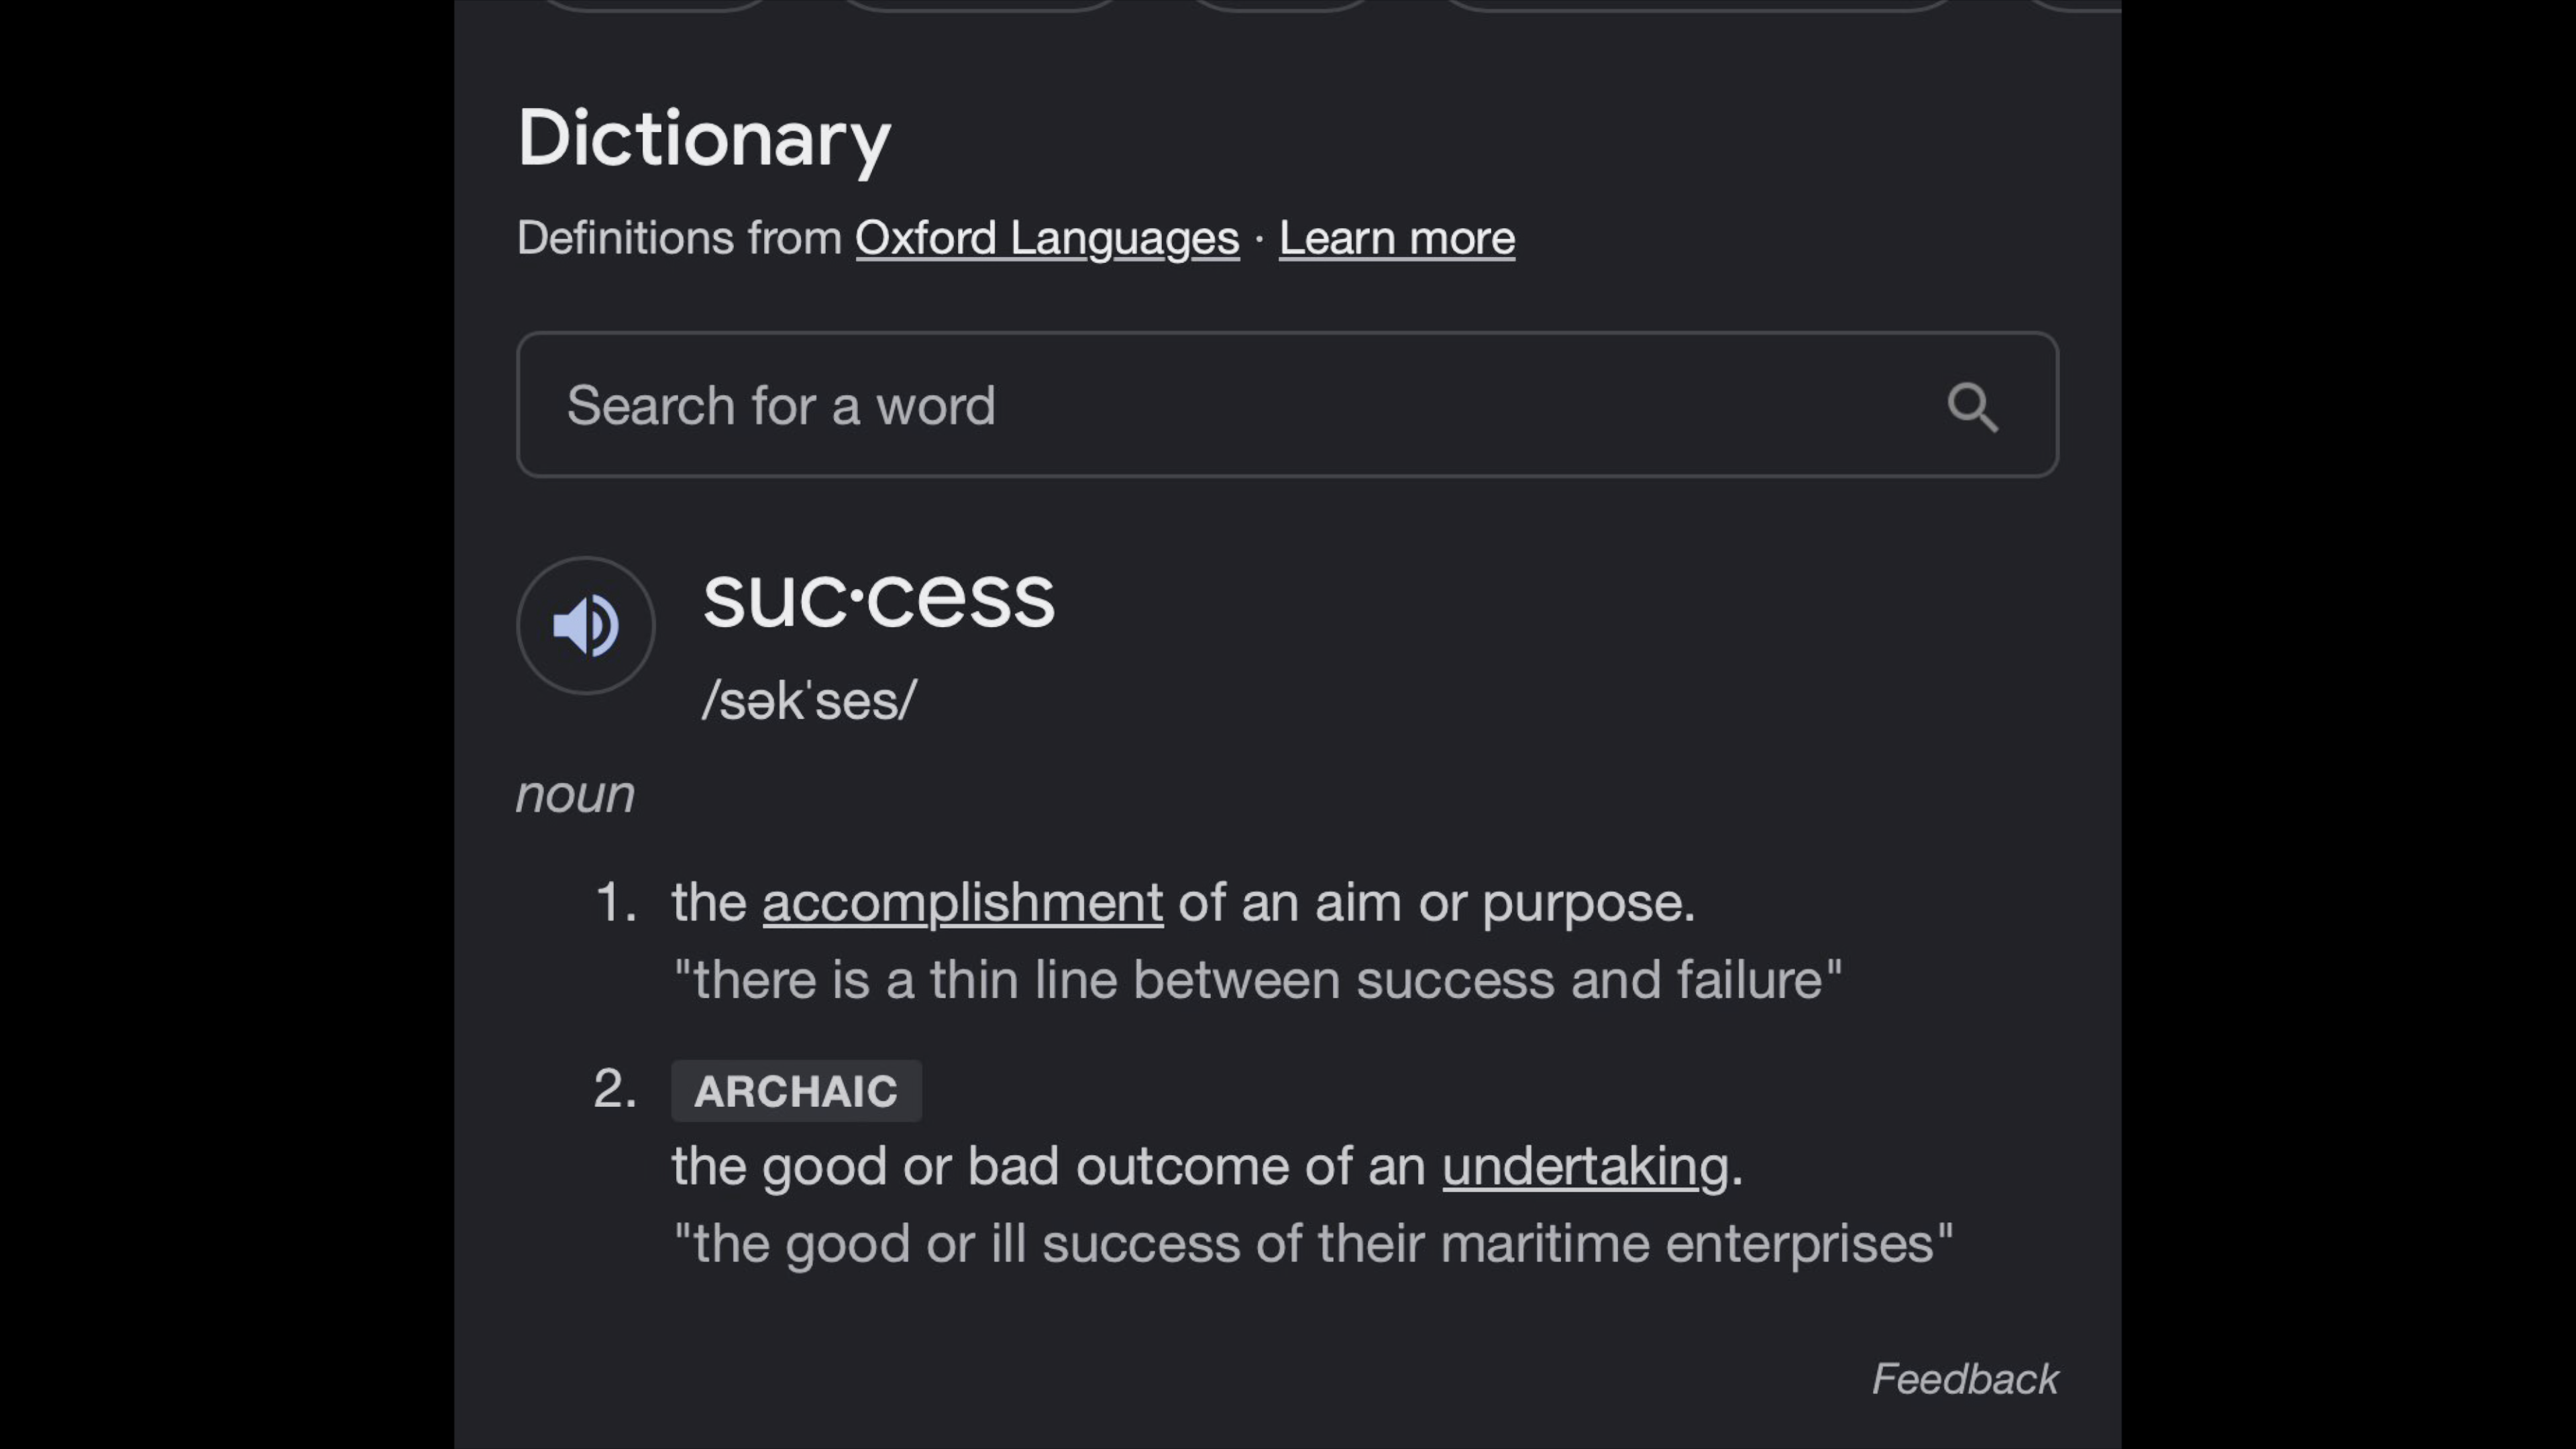 Dictionary
Definitions from Oxford Languages · Learn more
Search for a word
suc·cess
/səkˈses/
noun
1. the accomplishment of an aim or purpose.
"there is a thin line between success and failure"
2. ARCHAIC
the good or bad outcome of an undertaking.
"the good or ill success of their maritime enterprises"
Feedback